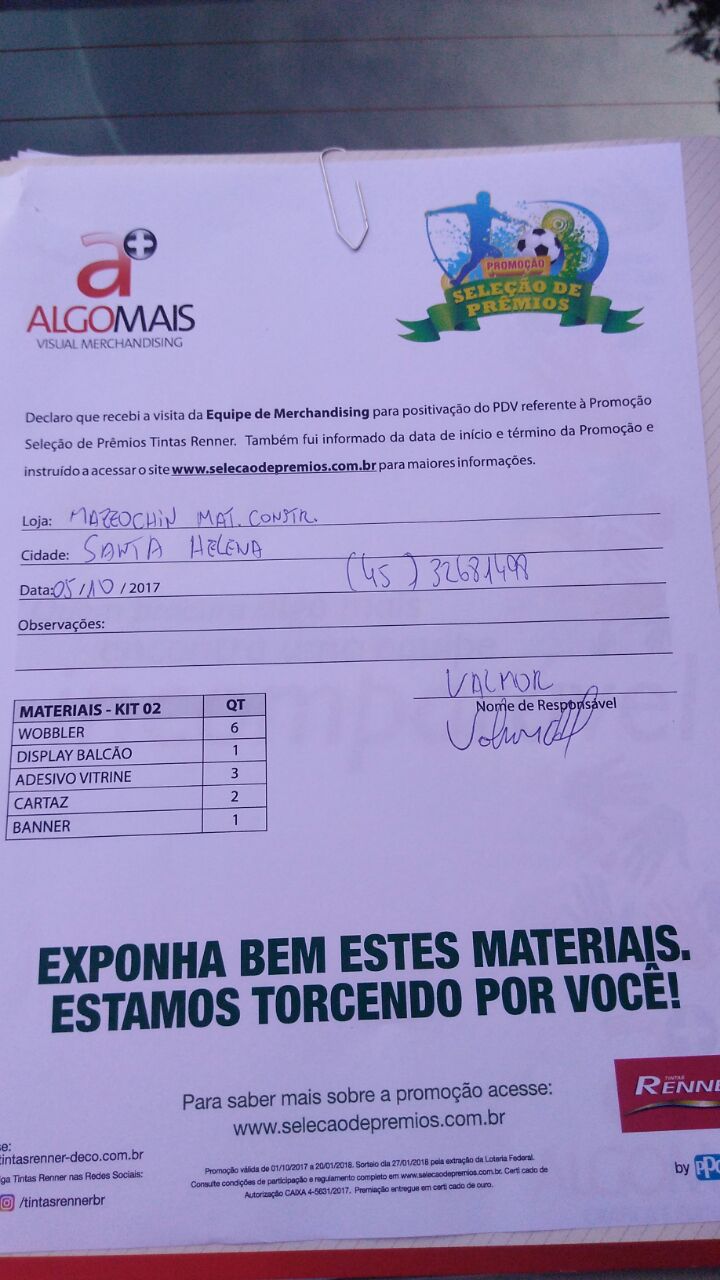 a+
ALGOMAIS
VISUAL MERCHANDISING
PROMOÇÃO
SELEÇÃO DE
PRÊMIOS
Declaro que recebi a visita da Equipe de Merchandising para positivação do PDV referente à Promoção
Seleção de Prêmios Tintas Renner. Também fui informado da data de início e término da Promoção e
instruído a acessar o site www.selecaodepremios.com.br para maiores informações.
Loja: MAZEOCHIN MAT. CONSTR.
Cidade: SANTA HELENA
Data: 05/10/2017 (45) 32681498
Observações:
VALMOR
Nome de Responsável
MATERIAIS - KIT 02 QT
WOBBLER 6
DISPLAY BALCÃO 1
ADESIVO VITRINE 3
CARTAZ 2
BANNER 1
EXPONHA BEM ESTES MATERIAIS.
ESTAMOS TORCENDO POR VOCÊ!
Para saber mais sobre a promoção acesse:
www.selecaodepremios.com.br
TINTAS
RENNE
by PPG
se:
tintasrenner-deco.com.br
iga Tintas Renner nas Redes Sociais:
/tintasrennerbr
Promoção válida de 01/10/2017 a 20/01/2018. Sorteio dia 27/01/2018 pela extração da Loteria Federal.
Consulte condições de participação e regulamento completo em www.selecaodepremios.com.br. Certi cado de
Autorização CAIXA 4-5631/2017. Premiação entregue em certi cado de ouro.